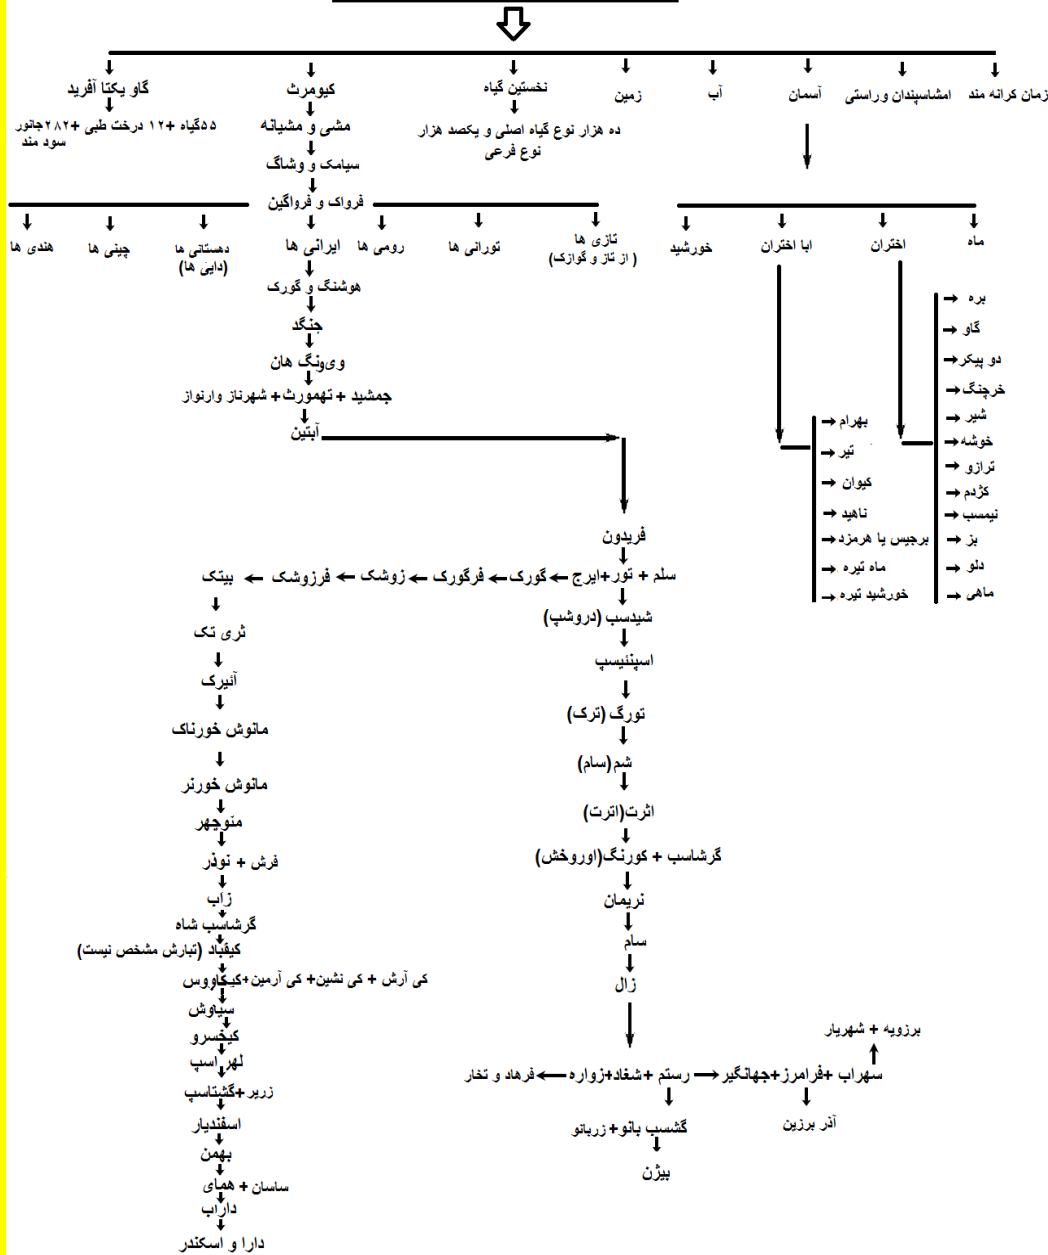 زمان کرانه مند
امشاسپندان وراستی
آسمان
آب
زمین
نخستین گیاه
کیومرث
گاو یکتا آفرید
ده هزار نوع گیاه اصلی و یکصد هزار
نوع فرعی
مشی و مشیانه
۵۵گیاه +۱۲ درخت طبی +۲۸۲جانور
سود مند
سیامک و وشاگ
فرواک و فرواگین
ماه
اختران
ابا اختران
خورشید
تازی ها
( از تاز و گوازک)
تورانی ها
رومی ها
ایرانی ها
دهستانی ها
(دایی ها)
چینی ها
هندی ها
هوشنگ و گورک
جنگد
وی‌ونگ هان
جمشید + تهمورث + شهرناز وارنواز
آبتین
بره
گاو
دو پیکر
خرچنگ
شیر
خوشه
ترازو
کژدم
نیمسب
بز
دلو
ماهی
بهرام
تیر
کیوان
ناهید
برجیس یا هرمزد
ماه تیره
خورشید تیره
فریدون
سلم + تور+ایرج
گورک
فرگورک
زوشک
فرزوشک
بیتک
شیدسب (دروشپ)
اسپنئیسپ
تورگ (ترک)
شم(سام)
اثرت(اترت)
گرشاسب + کورنگ(اوروخش)
نریمان
سام
زال
رستم +شغاد+زواره
فرهاد و تخار
سهراب +فرامرز+جهانگیر
برزویه + شهریار
آذر برزین
گشسب بانو+ زربانو
بیژن
ثری تک
آئیرک
مانوش خورناک
مانوش خورنر
منوچهر
فرش + نوذر
زاب
گرشاسب شاه
کیقباد (تبارش مشخص نیست)
کی آرش + کی نشین+ کی آرمین+کیکاووس
سیاوش
کیخسرو
لهر اسپ
زریر +گشتاسپ
اسفندیار
بهمن
ساسان + همای
داراب
دارا و اسکندر